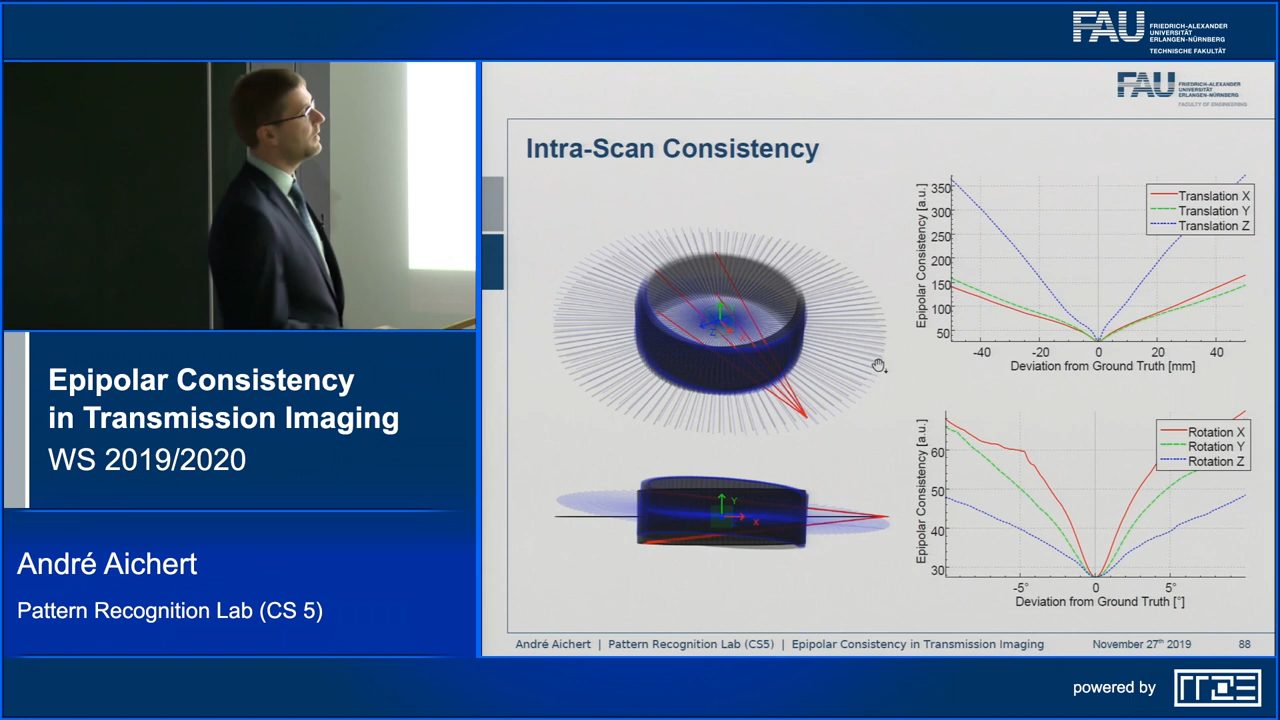 FAU
FRIEDRICH-ALEXANDER
UNIVERSITÄT
ERLANGEN-NÜRNBERG
TECHNISCHE FAKULTÄT
FAU
FRIEDRICH-ALEXANDER
UNIVERSITÄT
ERLANGEN-NÜRNBERG
FACULTY OF ENGINEERING
Intra-Scan Consistency
Epipolar Consistency [a.u.]
350
300
250
200
150
100
50
Translation X
Translation Y
Translation Z
-40 -20 0 20 40
Deviation from Ground Truth [mm]
Y
X
Z
Epipolar Consistency [a.u.]
60
50
40
30
Rotation X
Rotation Y
Rotation Z
-5° 0 5°
Deviation from Ground Truth [°]
André Aichert | Pattern Recognition Lab (CS5) | Epipolar Consistency in Transmission Imaging November 27th 2019 88
Epipolar Consistency
in Transmission Imaging
WS 2019/2020
André Aichert
Pattern Recognition Lab (CS 5)
powered by